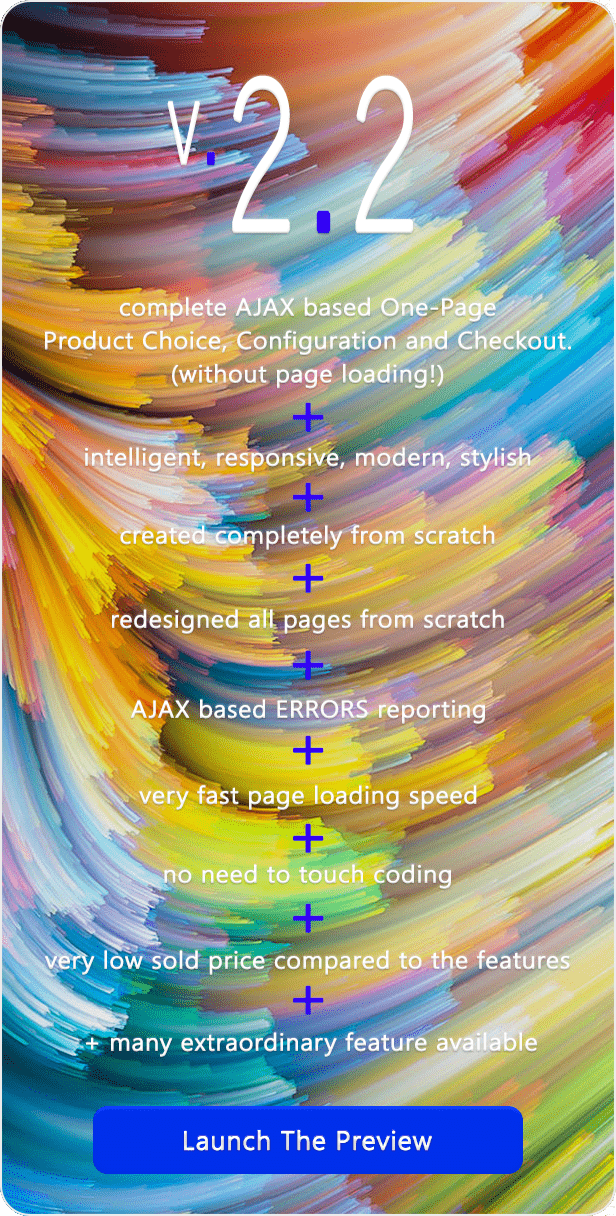 v.2.2
complete AJAX based One-Page
Product Choice, Configuration and Checkout.
(without page loading!)
+
intelligent, responsive, modern, stylish
+
created completely from scratch
+
redesigned all pages from scratch
+
AJAX based ERRORS reporting
+
very fast page loading speed
+
no need to touch coding
+
very low sold price compared to the features
+
+ many extraordinary feature available
Launch The Preview